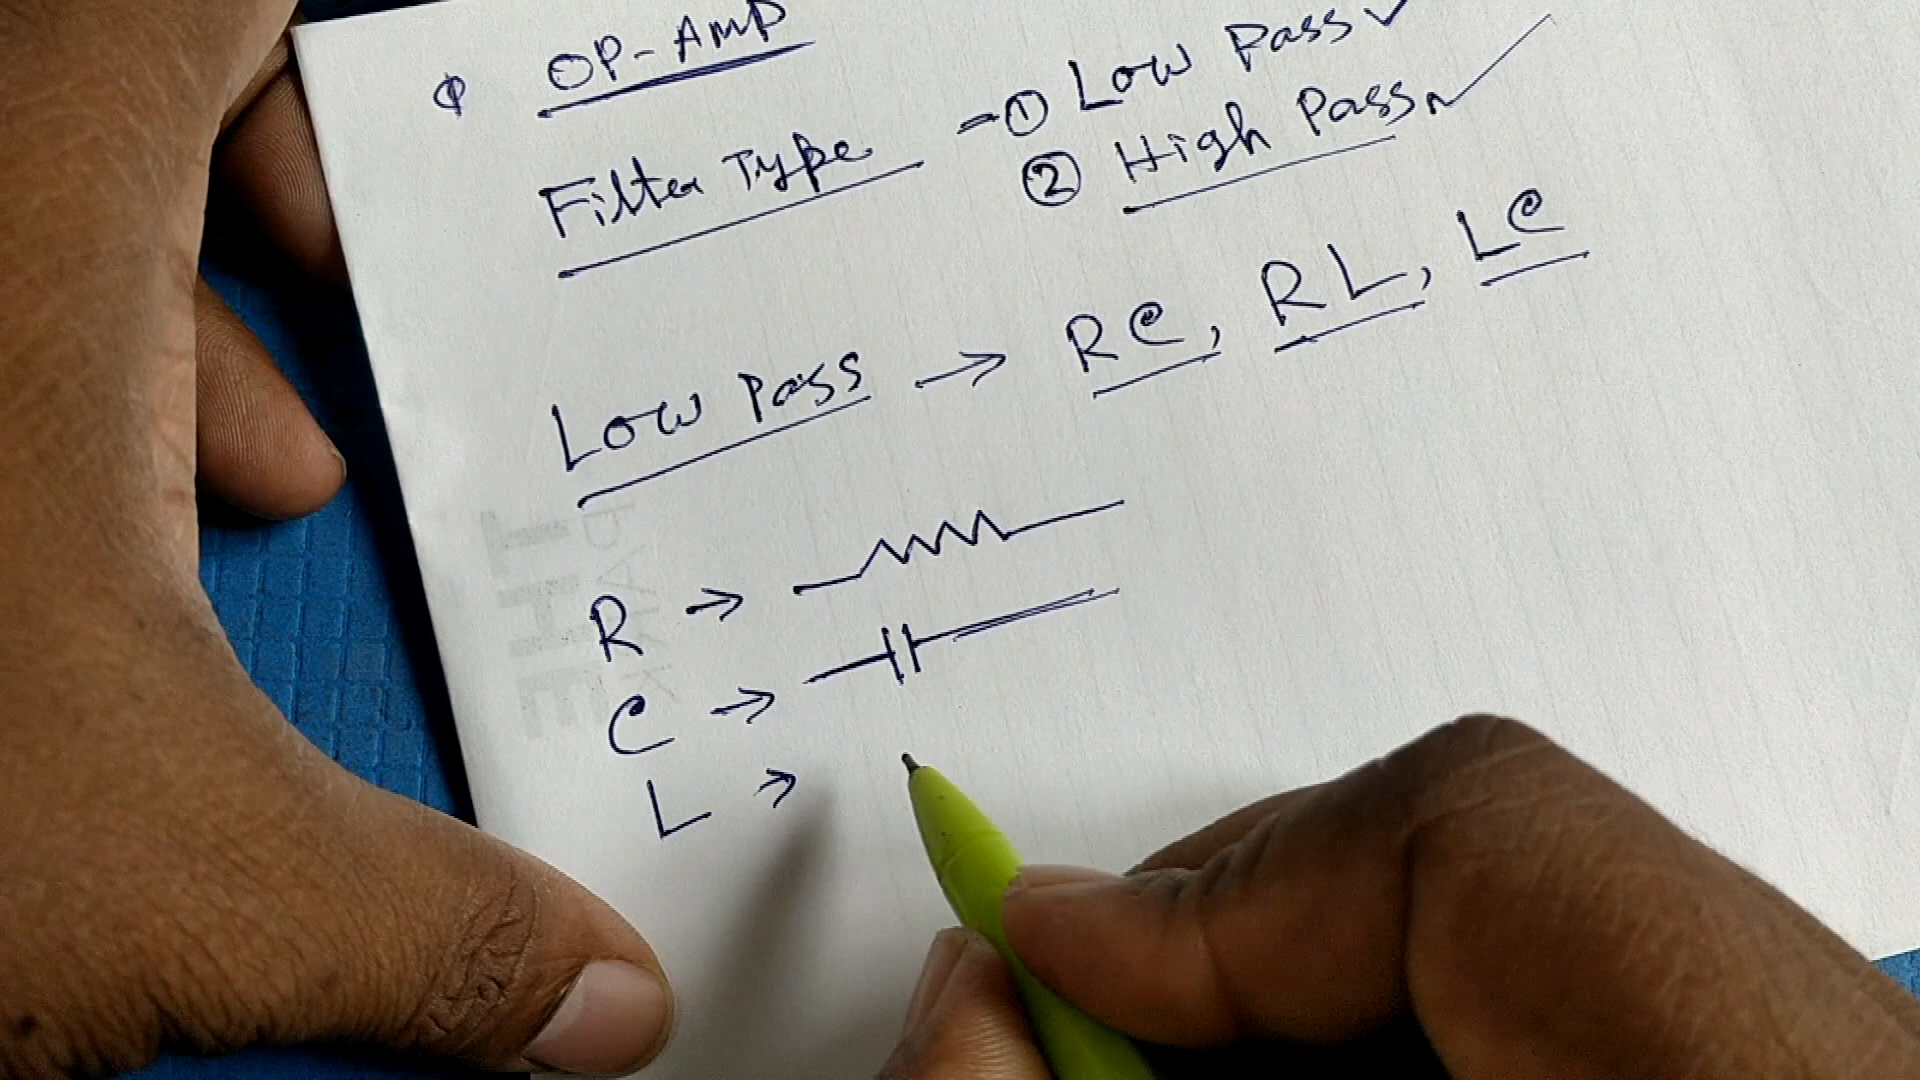 OP-AMP
Filter Type - ① Low Pass ✓
② High Pass ✓
Low Pass → RC, RL, LC
R →
C →
L →